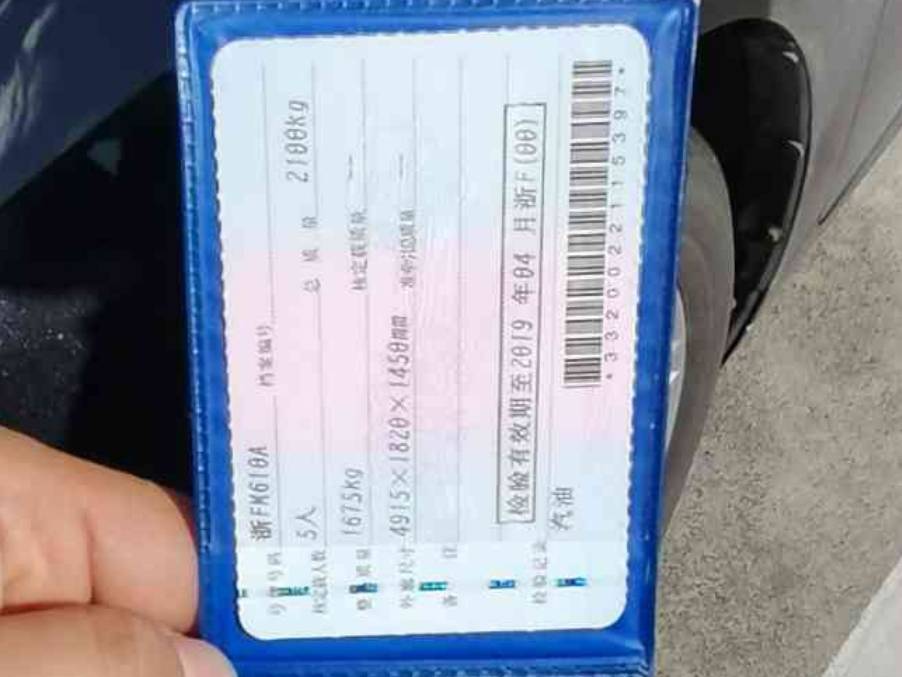 号牌号码 浙FM610A 档案编号
核定载人数 5人 总质量 2100kg
整备质量 1675kg 核定载质量 —
外廓尺寸 4915×1820×1450mm 准牵引总质量 —
备注
检验有效期至2019年04月浙F(00)
检验记录 汽油
*3320022115397*